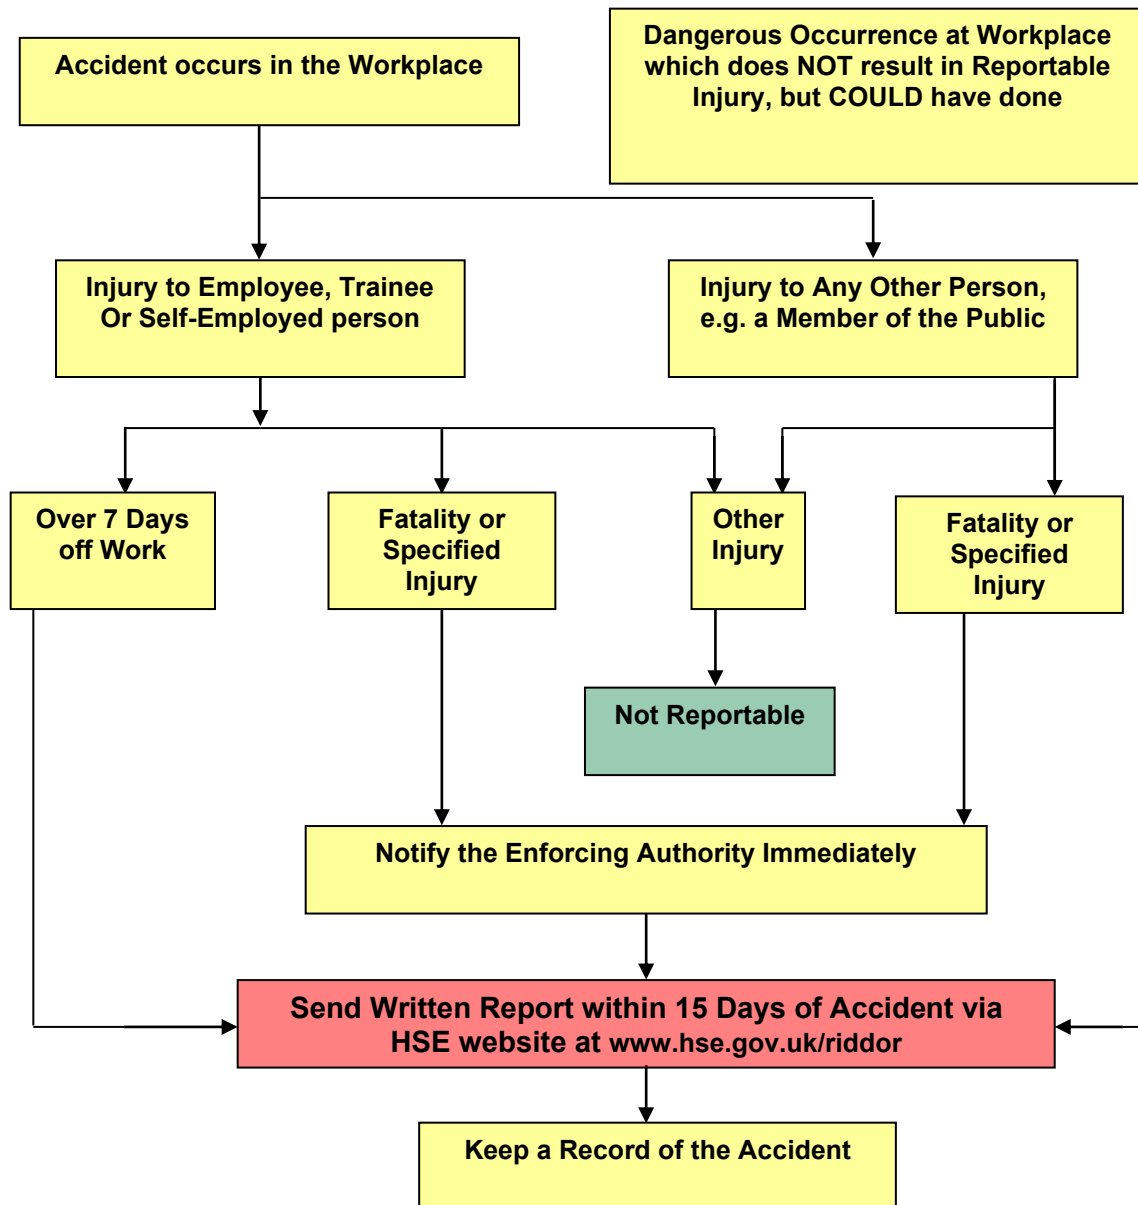 Accident occurs in the Workplace
Dangerous Occurrence at Workplace
which does NOT result in Reportable
Injury, but COULD have done
Injury to Employee, Trainee
Or Self-Employed person
Injury to Any Other Person,
e.g. a Member of the Public
Over 7 Days
off Work
Fatality or
Specified
Injury
Other
Injury
Fatality or
Specified
Injury
Not Reportable
Notify the Enforcing Authority Immediately
Send Written Report within 15 Days of Accident via
HSE website at www.hse.gov.uk/riddor
Keep a Record of the Accident